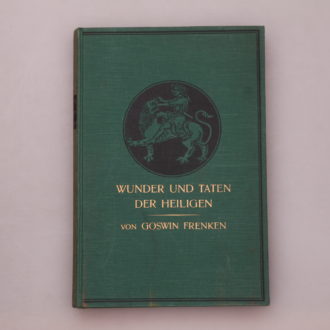 WUNDER UND TATEN
DER HEILIGEN
VON GOSWIN FRENKEN